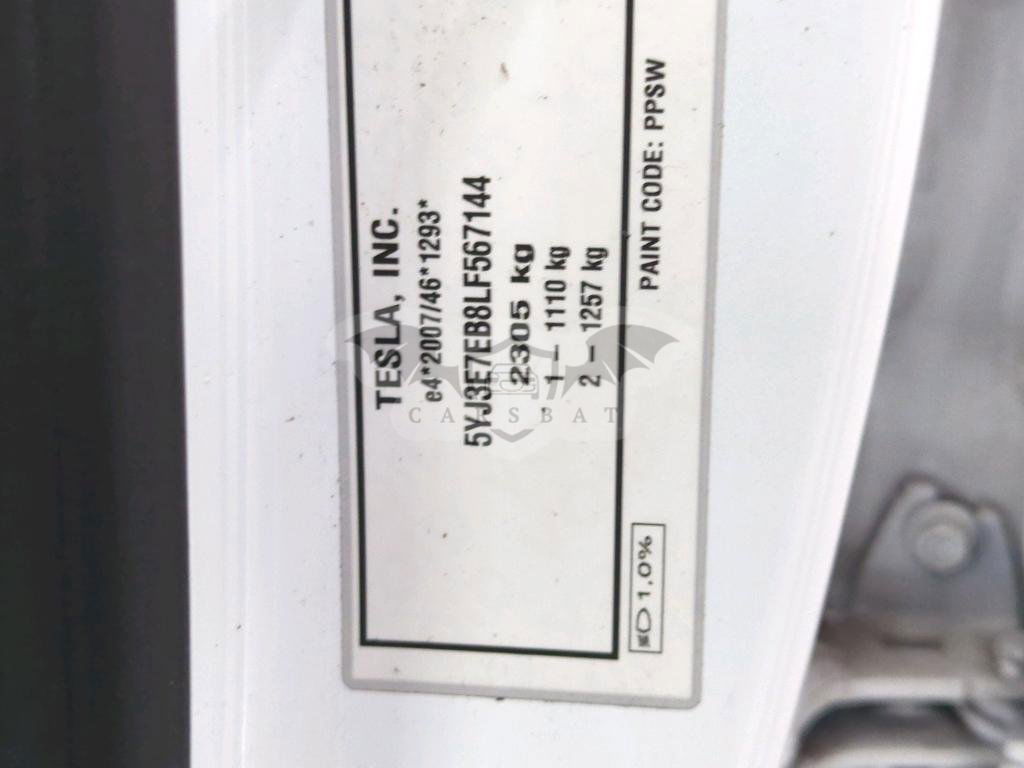 TESLA, INC.
e4*2007/46*1293*
5YJ3E7EB8LF567144
2305 kg
1 – 1110 kg
2 – 1257 kg
1.0%
PAINT CODE: PPSW
CARSBAT